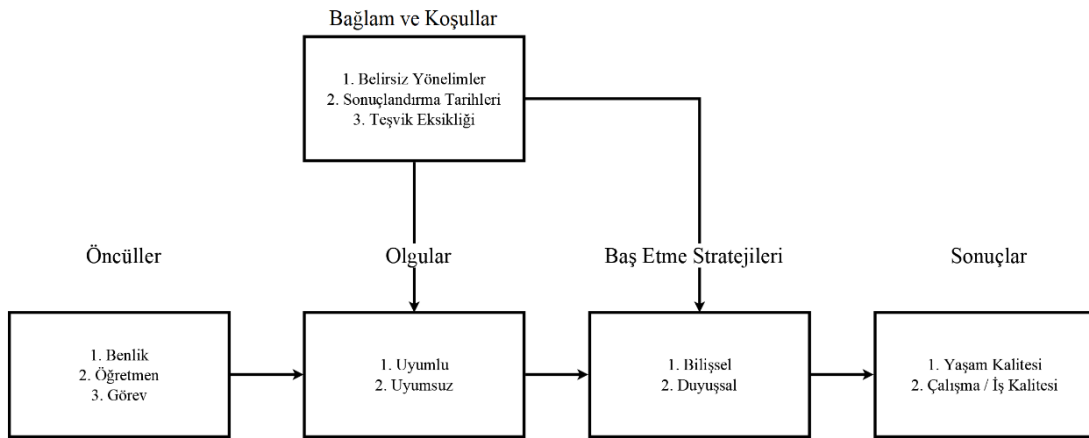 Bağlam ve Koşullar
1. Belirsiz Yönelimler
2. Sonuçlandırma Tarihleri
3. Teşvik Eksikliği
Öncüller
Olgular
Baş Etme Stratejileri
Sonuçlar
1. Benlik
2. Öğretmen
3. Görev
1. Uyumlu
2. Uyumsuz
1. Bilişsel
2. Duyuşsal
1. Yaşam Kalitesi
2. Çalışma / İş Kalitesi